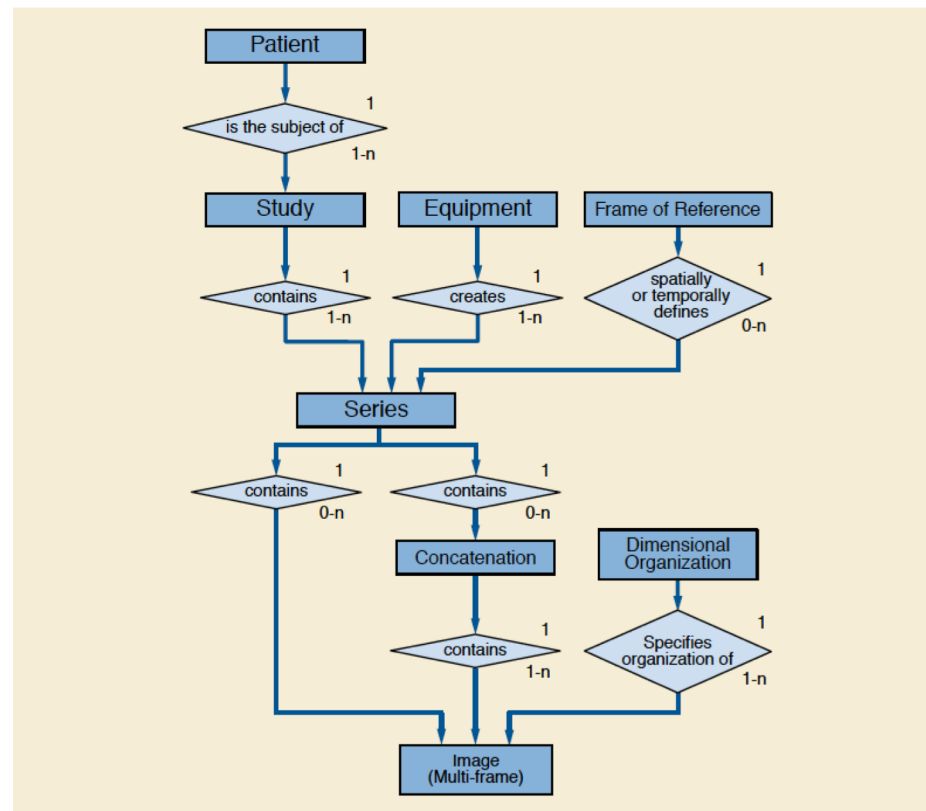 Patient
1
is the subject of
1-n
Study
Equipment
Frame of Reference
1
contains
1-n
1
creates
1-n
1
spatially
or temporally
defines
0-n
Series
1
contains
0-n
1
contains
0-n
Concatenation
Dimensional
Organization
1
contains
1-n
1
Specifies
organization of
1-n
Image
(Multi-frame)